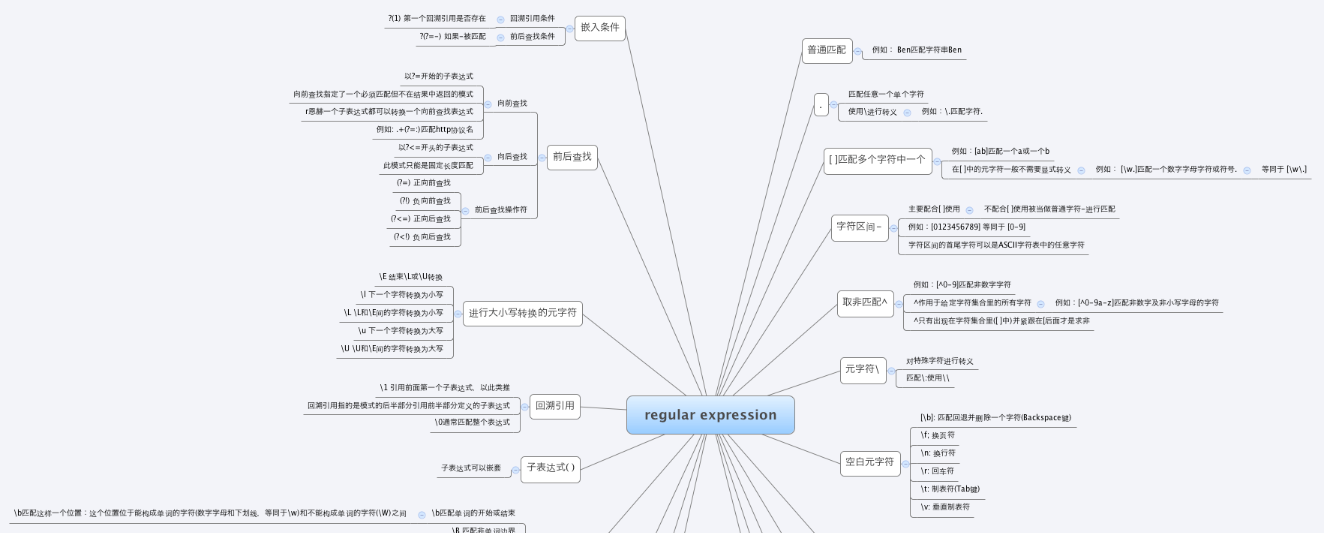 regular expression
嵌入条件
回溯引用条件
?(1) 第一个回溯引用是否存在
前后查找条件
?(?=-) 如果-被匹配
前后查找
向前查找
以?=开始的子表达式
向前查找指定了一个必须匹配但不在结果中返回的模式
例如: .+(?=:)匹配http协议名
向后查找
以?<=开头的子表达式
此模式只能是固定长度匹配
前后查找操作符
(?=) 正向前查找
(?!) 负向前查找
(?<=) 正向后查找
(?<!) 负向后查找
进行大小写转换的元字符
\E 结束\L或\U转换
\l 下一个字符转换为小写
\L \L和\E间的字符转换为小写
\u 下一个字符转换为大写
\U \U和\E间的字符转换为大写
回溯引用
\1 引用前面第一个子表达式，以此类推
回溯引用指的是模式的后半部分引用前半部分定义的子表达式
\0通常匹配整个表达式
子表达式( )
子表达式可以嵌套
\b匹配单词的开始或结束
\b匹配这样一个位置：这个位置位于能构成单词的字符(数字字母和下划线，等同于\w)和不能构成单词的字符(\W)之间
\B 匹配非单词边界
普通匹配
例如： Ben匹配字符串Ben
.
匹配任意一个单个字符
使用\进行转义
例如：\.匹配字符.
[ ]匹配多个字符中一个
例如：[ab]匹配一个a或一个b
在[ ]中的元字符一般不需要显式转义
例如： [\w.]匹配一个数字字母字符或符号.
等同于 [\w\.]
字符区间-
主要配合[ ]使用
不配合[ ]使用被当做普通字符-进行匹配
例如：[0123456789] 等同于 [0-9]
字符区间的首尾字符可以是ASCII字符表中的任意字符
取非匹配^
例如：[^0-9]匹配非数字字符
^作用于给定字符集合里的所有字符
例如：[^0-9a-z]匹配非数字及非小写字母的字符
^只有出现在字符集合里([ ]中)并紧跟在[后面才是求非
元字符\
对特殊字符进行转义
匹配\:使用\\
空白元字符
[\b]: 匹配回退并删除一个字符(Backspace键)
\f; 换页符
\n: 换行符
\r: 回车符
\t: 制表符(Tab键)
\v: 垂直制表符